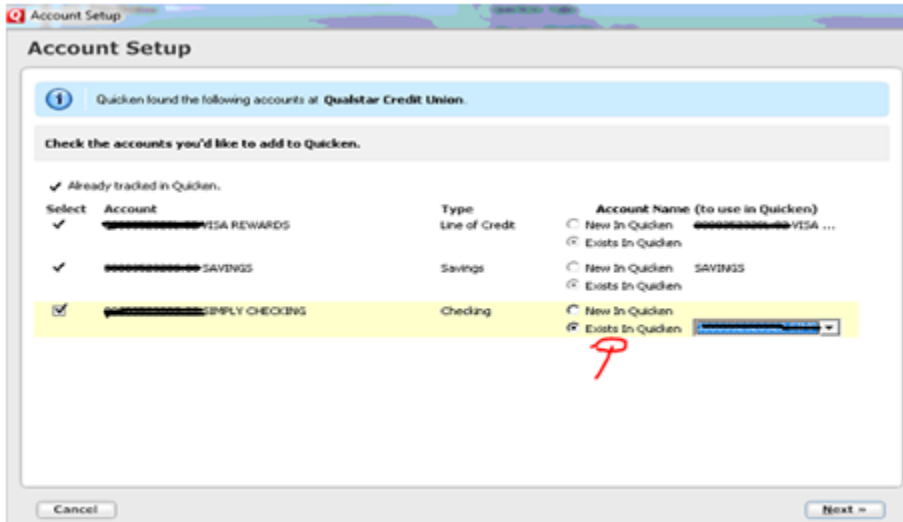 Account Setup
Account Setup
Quicken found the following accounts at Qualstar Credit Union.
Check the accounts you'd like to add to Quicken.
Already tracked in Quicken.
Select Account Type Account Name (to use in Quicken)
VISA REWARDS Line of Credit New In Quicken VISA ...
Exists In Quicken
SAVINGS Savings New In Quicken SAVINGS
Exists In Quicken
SIMPLY CHECKING Checking New In Quicken
Exists In Quicken
Cancel Next »